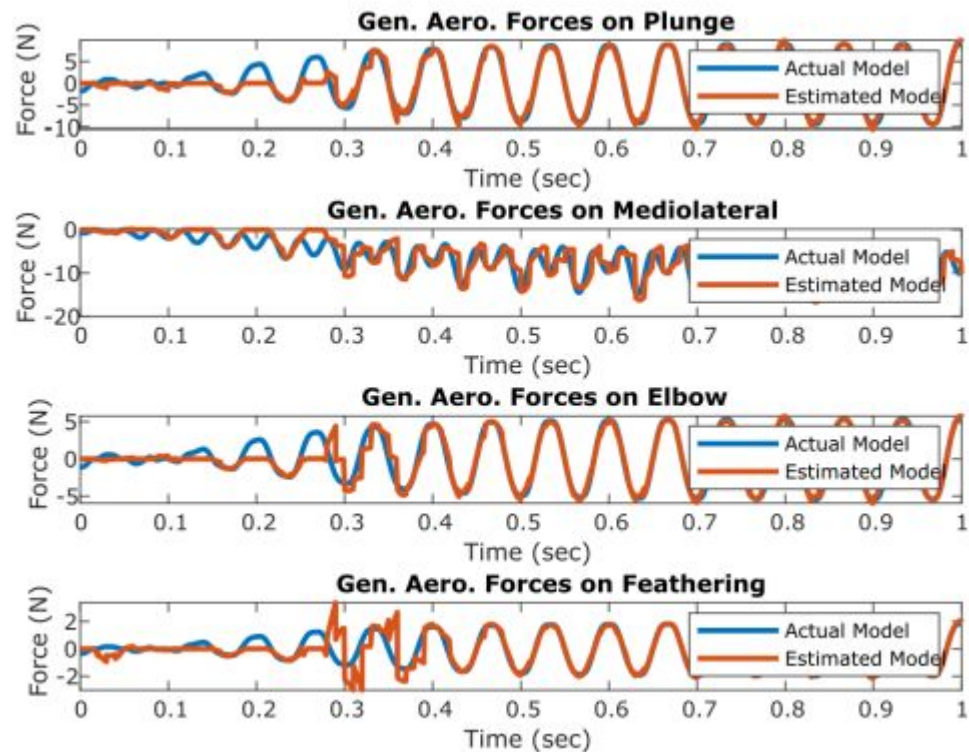 Gen. Aero. Forces on Plunge
Force (N)
5
0
-5
-10
Actual Model
Estimated Model
0 0.1 0.2 0.3 0.4 0.5 0.6 0.7 0.8 0.9 1
Time (sec)
Gen. Aero. Forces on Mediolateral
Force (N)
0
-10
-20
Actual Model
Estimated Model
0 0.1 0.2 0.3 0.4 0.5 0.6 0.7 0.8 0.9 1
Time (sec)
Gen. Aero. Forces on Elbow
Force (N)
5
0
-5
Actual Model
Estimated Model
0 0.1 0.2 0.3 0.4 0.5 0.6 0.7 0.8 0.9 1
Time (sec)
Gen. Aero. Forces on Feathering
Force (N)
2
0
-2
Actual Model
Estimated Model
0 0.1 0.2 0.3 0.4 0.5 0.6 0.7 0.8 0.9 1
Time (sec)